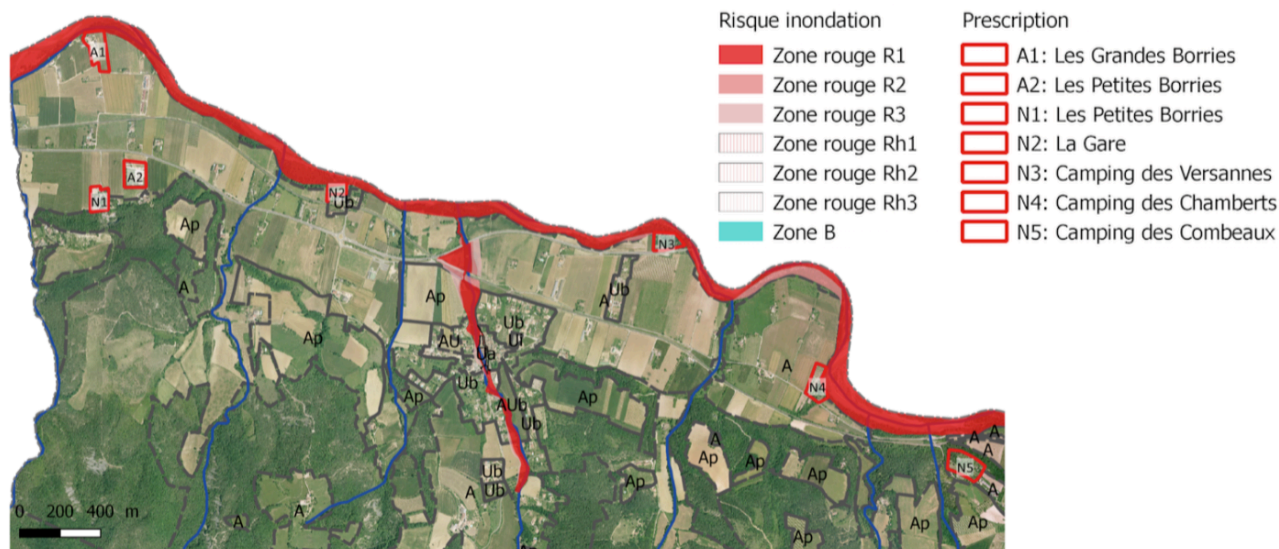 Risque inondation
Zone rouge R1
Zone rouge R2
Zone rouge R3
Zone rouge Rh1
Zone rouge Rh2
Zone rouge Rh3
Zone B
Prescription
A1: Les Grandes Borries
A2: Les Petites Borries
N1: Les Petites Borries
N2: La Gare
N3: Camping des Versannes
N4: Camping des Chamberts
N5: Camping des Combeaux
A1
A2
N1
N2
Ub
Ap
N3
A
Ap
A
Ub
Ub
Ap
AU
Ua
UI
A
N4
Ub
Ap
AUb
Ap
Ub
A
Ap
Ap
A
A
A
N5
Ub
Ub
A
Ap
Ap
A
A
A
Ap
Ap
Ap
Ap
0 200 400 m